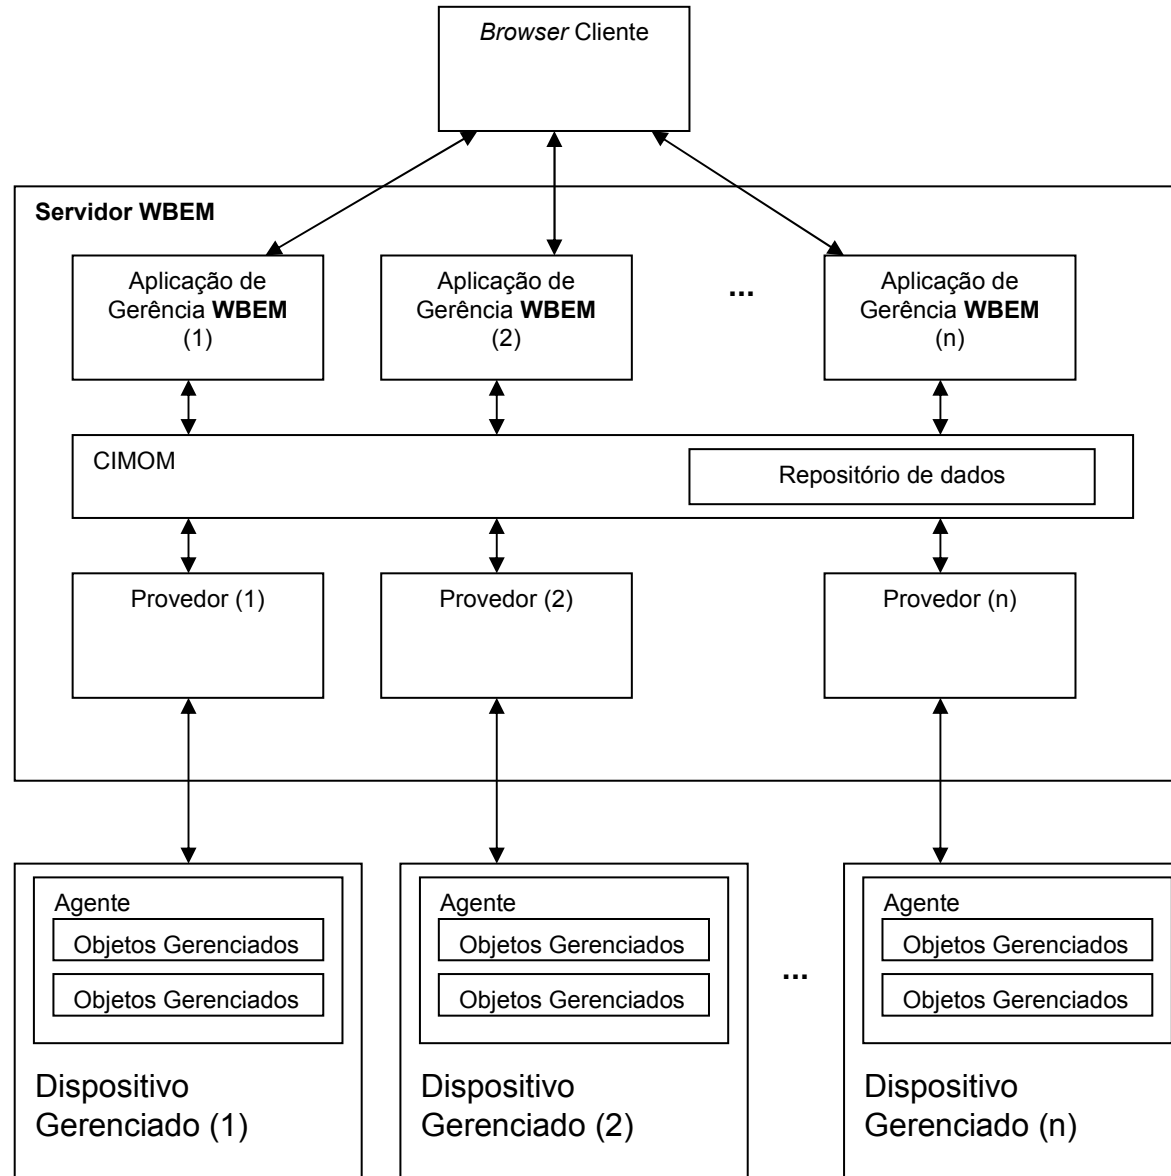 Browser Cliente
Servidor WBEM
Aplicação de
Gerência WBEM
(1)
Aplicação de
Gerência WBEM
(2)
...
Aplicação de
Gerência WBEM
(n)
CIMOM
Repositório de dados
Provedor (1)
Provedor (2)
Provedor (n)
Agente
Objetos Gerenciados
Objetos Gerenciados
Dispositivo
Gerenciado (1)
Agente
Objetos Gerenciados
Objetos Gerenciados
Dispositivo
Gerenciado (2)
...
Agente
Objetos Gerenciados
Objetos Gerenciados
Dispositivo
Gerenciado (n)